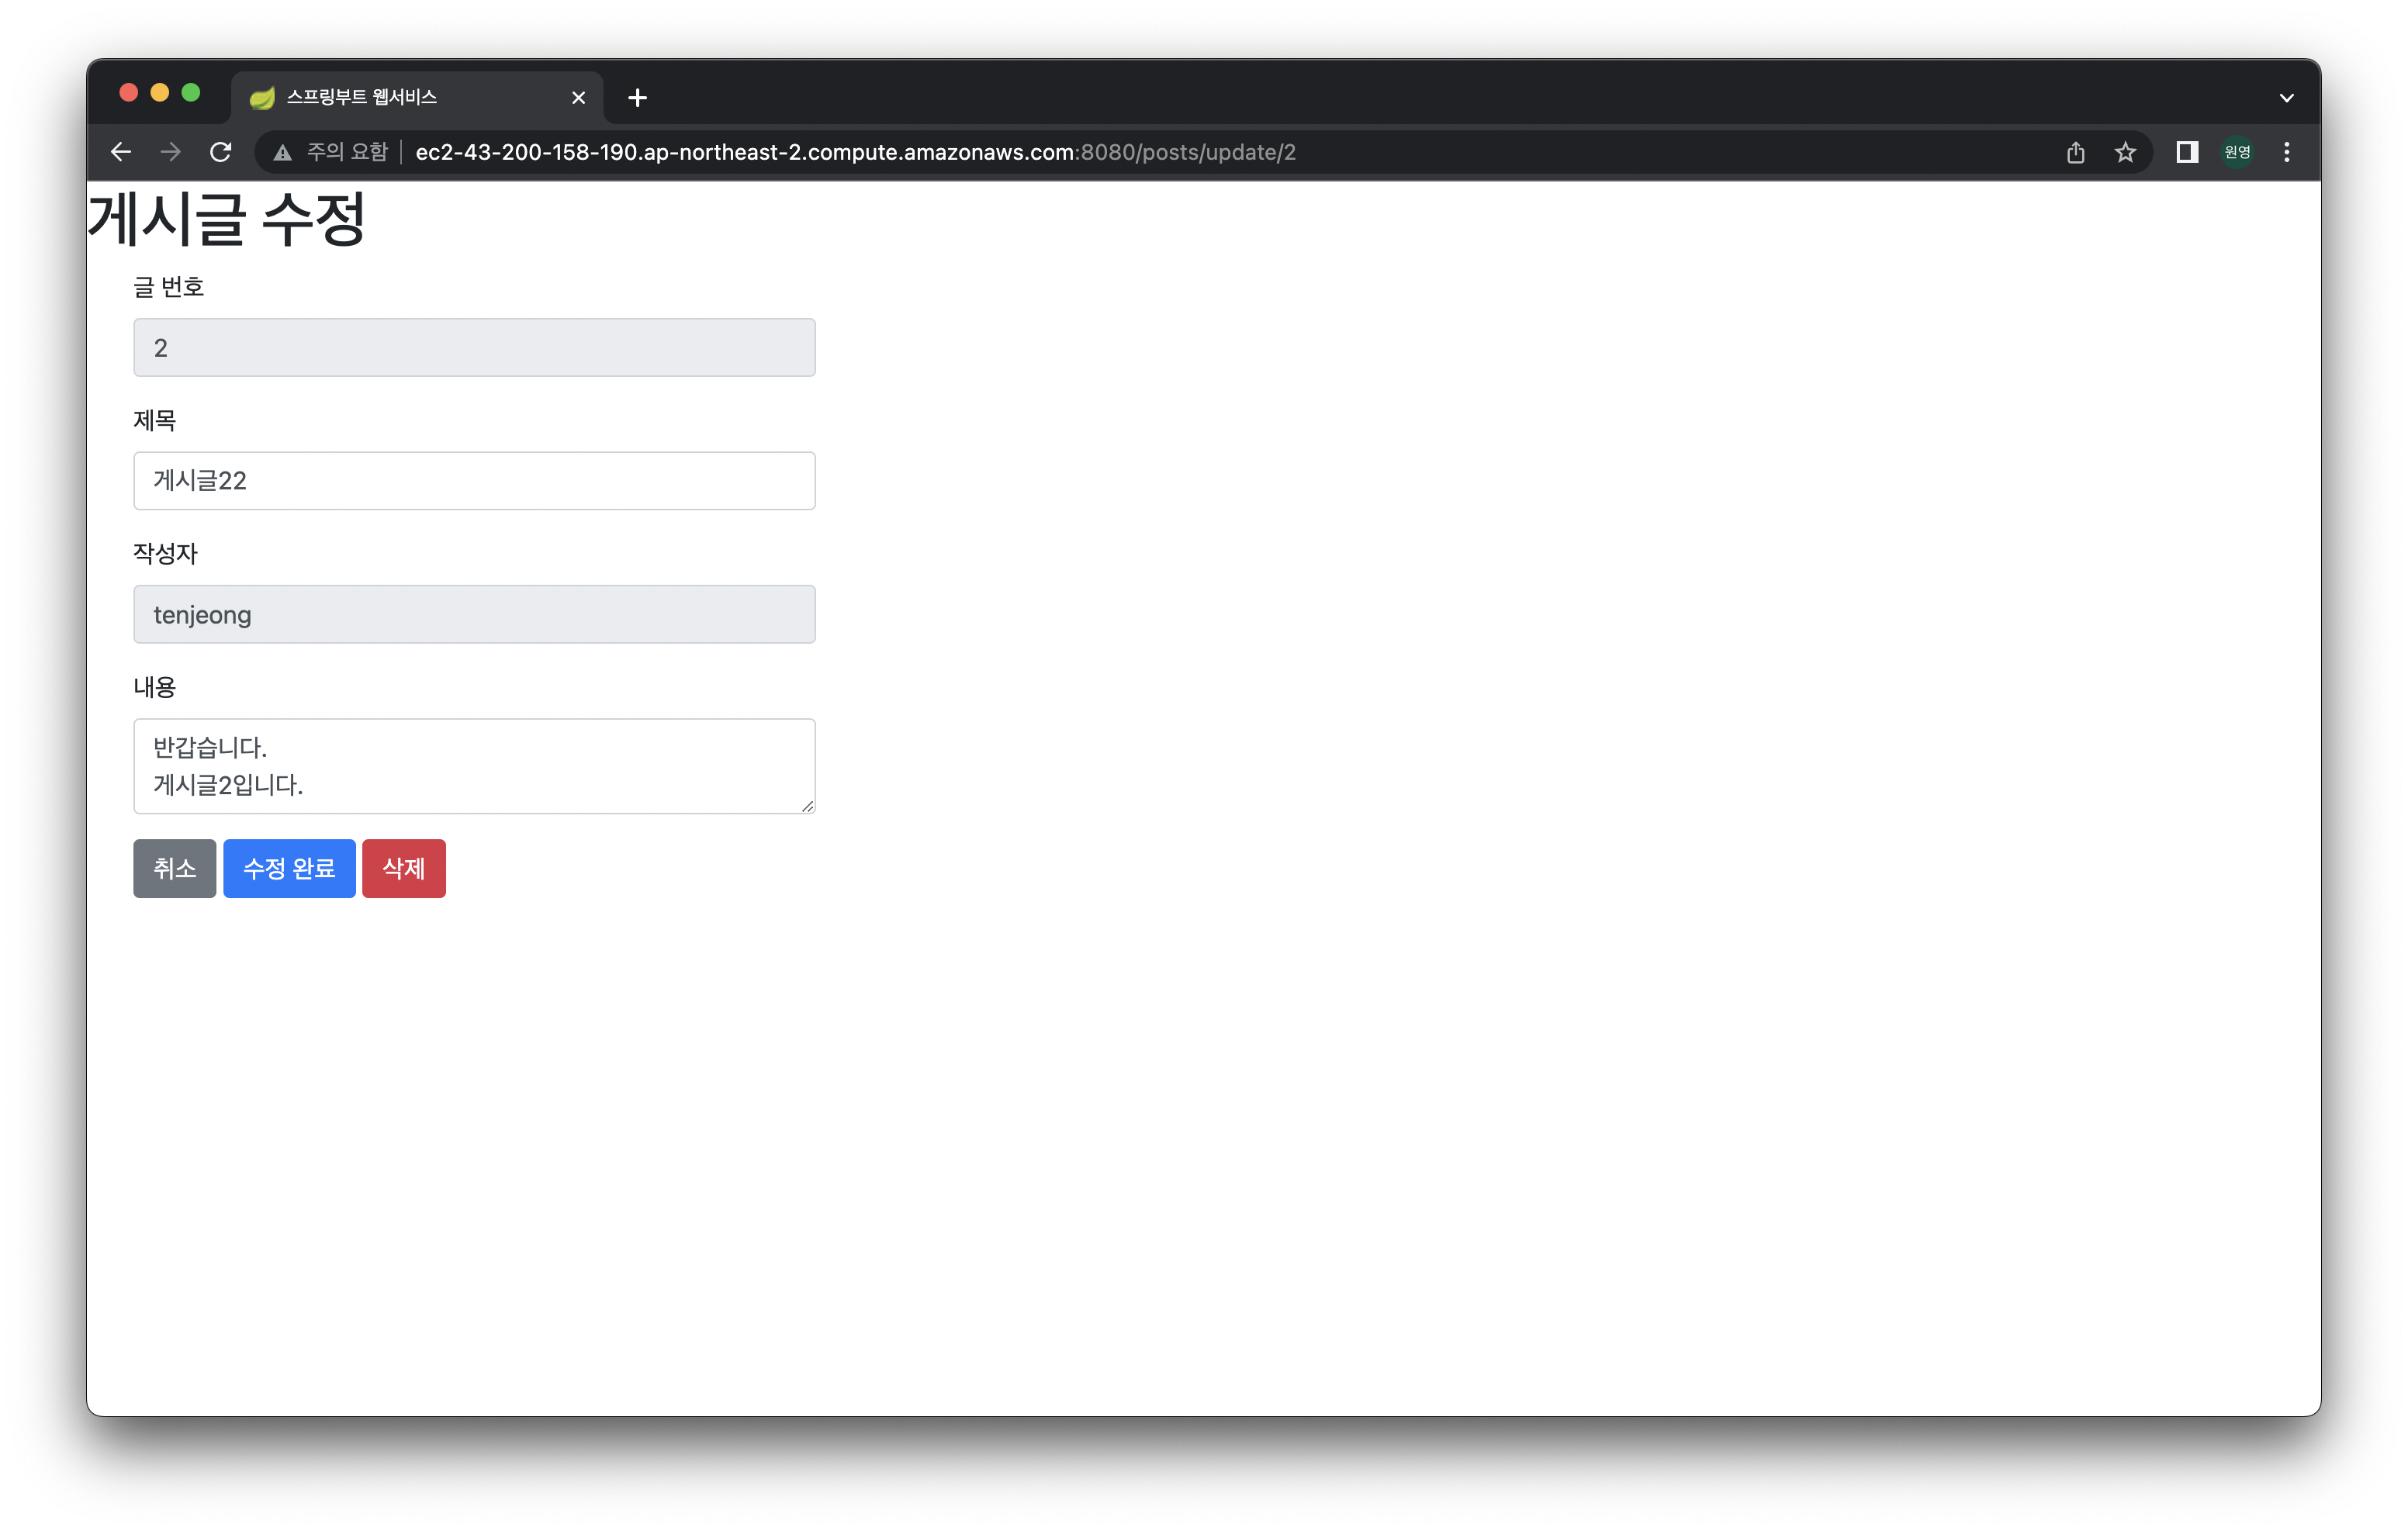 스프링부트 웹서비스
주의 요함 ec2-43-200-158-190.ap-northeast-2.compute.amazonaws.com:8080/posts/update/2
원영
게시글 수정
글 번호
2
제목
게시글22
작성자
tenjeong
내용
반갑습니다.
게시글2입니다.
취소 수정 완료 삭제